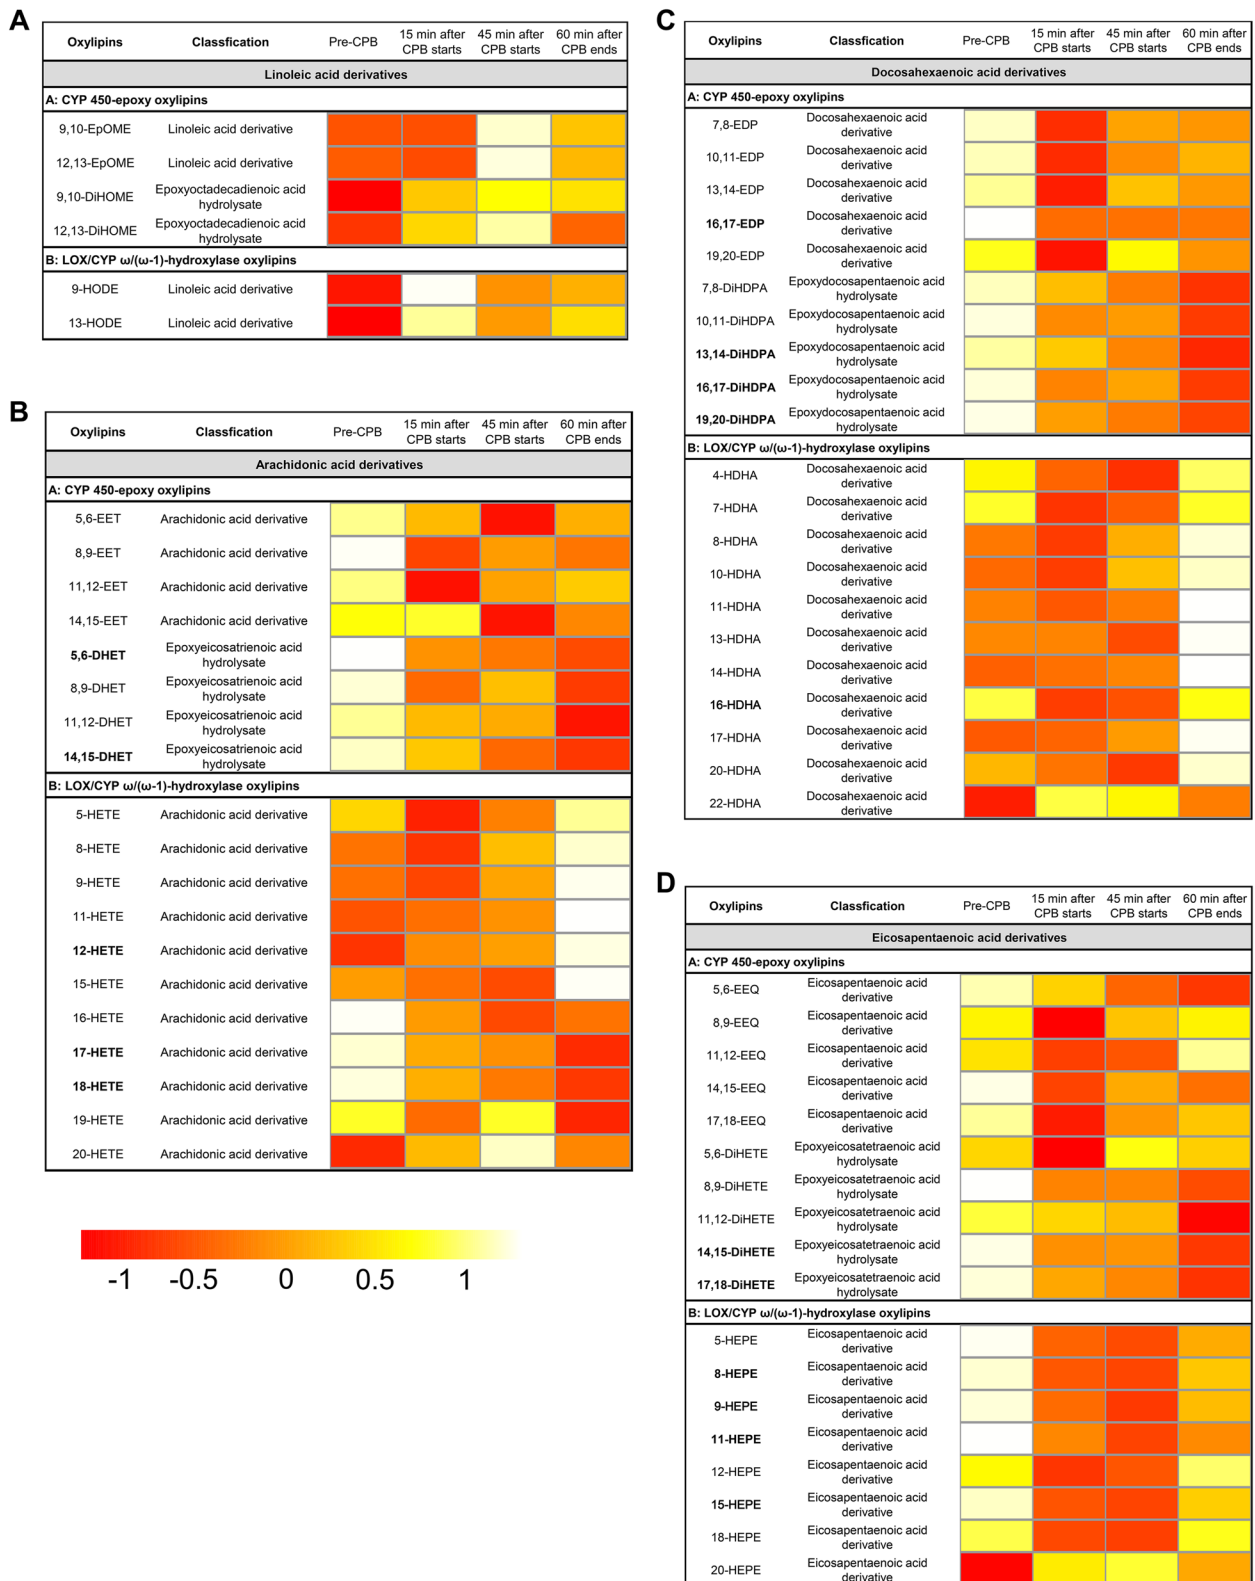 A
Oxylipins Classfication Pre-CPB 15 min after CPB starts 45 min after CPB starts 60 min after CPB ends
Linoleic acid derivatives
A: CYP 450-epoxy oxylipins
9,10-EpOME Linoleic acid derivative
12,13-EpOME Linoleic acid derivative
9,10-DiHOME Epoxyoctadecadienoic acid hydrolysate
12,13-DiHOME Epoxyoctadecadienoic acid hydrolysate
B: LOX/CYP ω/(ω-1)-hydroxylase oxylipins
9-HODE Linoleic acid derivative
13-HODE Linoleic acid derivative
B
Oxylipins Classfication Pre-CPB 15 min after CPB starts 45 min after CPB starts 60 min after CPB ends
Arachidonic acid derivatives
A: CYP 450-epoxy oxylipins
5,6-EET Arachidonic acid derivative
8,9-EET Arachidonic acid derivative
11,12-EET Arachidonic acid derivative
14,15-EET Arachidonic acid derivative
5,6-DHET Epoxyeicosatrienoic acid hydrolysate
8,9-DHET Epoxyeicosatrienoic acid hydrolysate
11,12-DHET Epoxyeicosatrienoic acid hydrolysate
14,15-DHET Epoxyeicosatrienoic acid hydrolysate
B: LOX/CYP ω/(ω-1)-hydroxylase oxylipins
5-HETE Arachidonic acid derivative
8-HETE Arachidonic acid derivative
9-HETE Arachidonic acid derivative
11-HETE Arachidonic acid derivative
12-HETE Arachidonic acid derivative
15-HETE Arachidonic acid derivative
16-HETE Arachidonic acid derivative
17-HETE Arachidonic acid derivative
18-HETE Arachidonic acid derivative
19-HETE Arachidonic acid derivative
20-HETE Arachidonic acid derivative
-1 -0.5 0 0.5 1
C
Oxylipins Classfication Pre-CPB 15 min after CPB starts 45 min after CPB starts 60 min after CPB ends
Docosahexaenoic acid derivatives
A: CYP 450-epoxy oxylipins
7,8-EDP Docosahexaenoic acid derivative
10,11-EDP Docosahexaenoic acid derivative
13,14-EDP Docosahexaenoic acid derivative
16,17-EDP Docosahexaenoic acid derivative
19,20-EDP Docosahexaenoic acid derivative
7,8-DiHDPA Epoxydocosapentaenoic acid hydrolysate
10,11-DiHDPA Epoxydocosapentaenoic acid hydrolysate
13,14-DiHDPA Epoxydocosapentaenoic acid hydrolysate
16,17-DiHDPA Epoxydocosapentaenoic acid hydrolysate
19,20-DiHDPA Epoxydocosapentaenoic acid hydrolysate
B: LOX/CYP ω/(ω-1)-hydroxylase oxylipins
4-HDHA Docosahexaenoic acid derivative
7-HDHA Docosahexaenoic acid derivative
8-HDHA Docosahexaenoic acid derivative
10-HDHA Docosahexaenoic acid derivative
11-HDHA Docosahexaenoic acid derivative
13-HDHA Docosahexaenoic acid derivative
14-HDHA Docosahexaenoic acid derivative
16-HDHA Docosahexaenoic acid derivative
17-HDHA Docosahexaenoic acid derivative
20-HDHA Docosahexaenoic acid derivative
22-HDHA Docosahexaenoic acid derivative
D
Oxylipins Classfication Pre-CPB 15 min after CPB starts 45 min after CPB starts 60 min after CPB ends
Eicosapentaenoic acid derivatives
A: CYP 450-epoxy oxylipins
5,6-EEQ Eicosapentaenoic acid derivative
8,9-EEQ Eicosapentaenoic acid derivative
11,12-EEQ Eicosapentaenoic acid derivative
14,15-EEQ Eicosapentaenoic acid derivative
17,18-EEQ Eicosapentaenoic acid derivative
5,6-DiHETE Epoxyeicosatetraenoic acid hydrolysate
8,9-DiHETE Epoxyeicosatetraenoic acid hydrolysate
11,12-DiHETE Epoxyeicosatetraenoic acid hydrolysate
14,15-DiHETE Epoxyeicosatetraenoic acid hydrolysate
17,18-DiHETE Epoxyeicosatetraenoic acid hydrolysate
B: LOX/CYP ω/(ω-1)-hydroxylase oxylipins
5-HEPE Eicosapentaenoic acid derivative
8-HEPE Eicosapentaenoic acid derivative
9-HEPE Eicosapentaenoic acid derivative
11-HEPE Eicosapentaenoic acid derivative
12-HEPE Eicosapentaenoic acid derivative
15-HEPE Eicosapentaenoic acid derivative
18-HEPE Eicosapentaenoic acid derivative
20-HEPE Eicosapentaenoic acid derivative